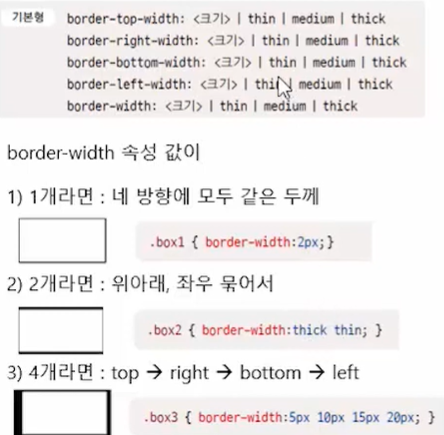 기본형
border-top-width: <크기> | thin | medium | thick
border-right-width: <크기> | thin | medium | thick
border-bottom-width: <크기> | thin | medium | thick
border-left-width: <크기> | thin | medium | thick
border-width: <크기> | thin | medium | thick
border-width 속성 값이
1) 1개라면 : 네 방향에 모두 같은 두께
.box1 { border-width:2px;}
2) 2개라면 : 위아래, 좌우 묶어서
.box2 { border-width:thick thin; }
3) 4개라면 : top → right → bottom → left
.box3 { border-width:5px 10px 15px 20px; }